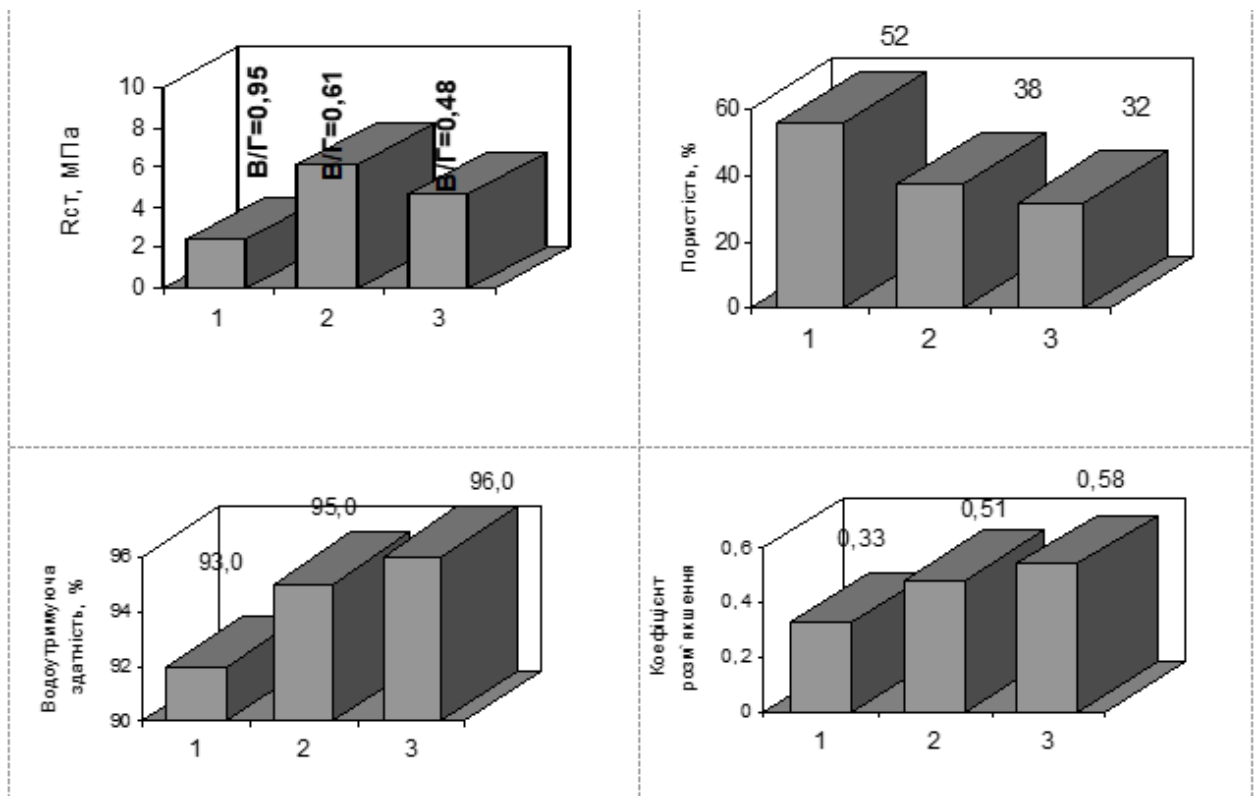 10
8
6
4
2
0
Rст, МПа
В/Г=0,95
В/Г=0,61
В/Г=0,48
1 2 3
52
38
32
60
40
20
0
Пористість, %
1 2 3
96,0
95,0
93,0
96
94
92
90
Водоутримуюча
здатність, %
1 2 3
0,58
0,51
0,33
0,6
0,4
0,2
0
Коефіцієнт
розм`якшення
1 2 3